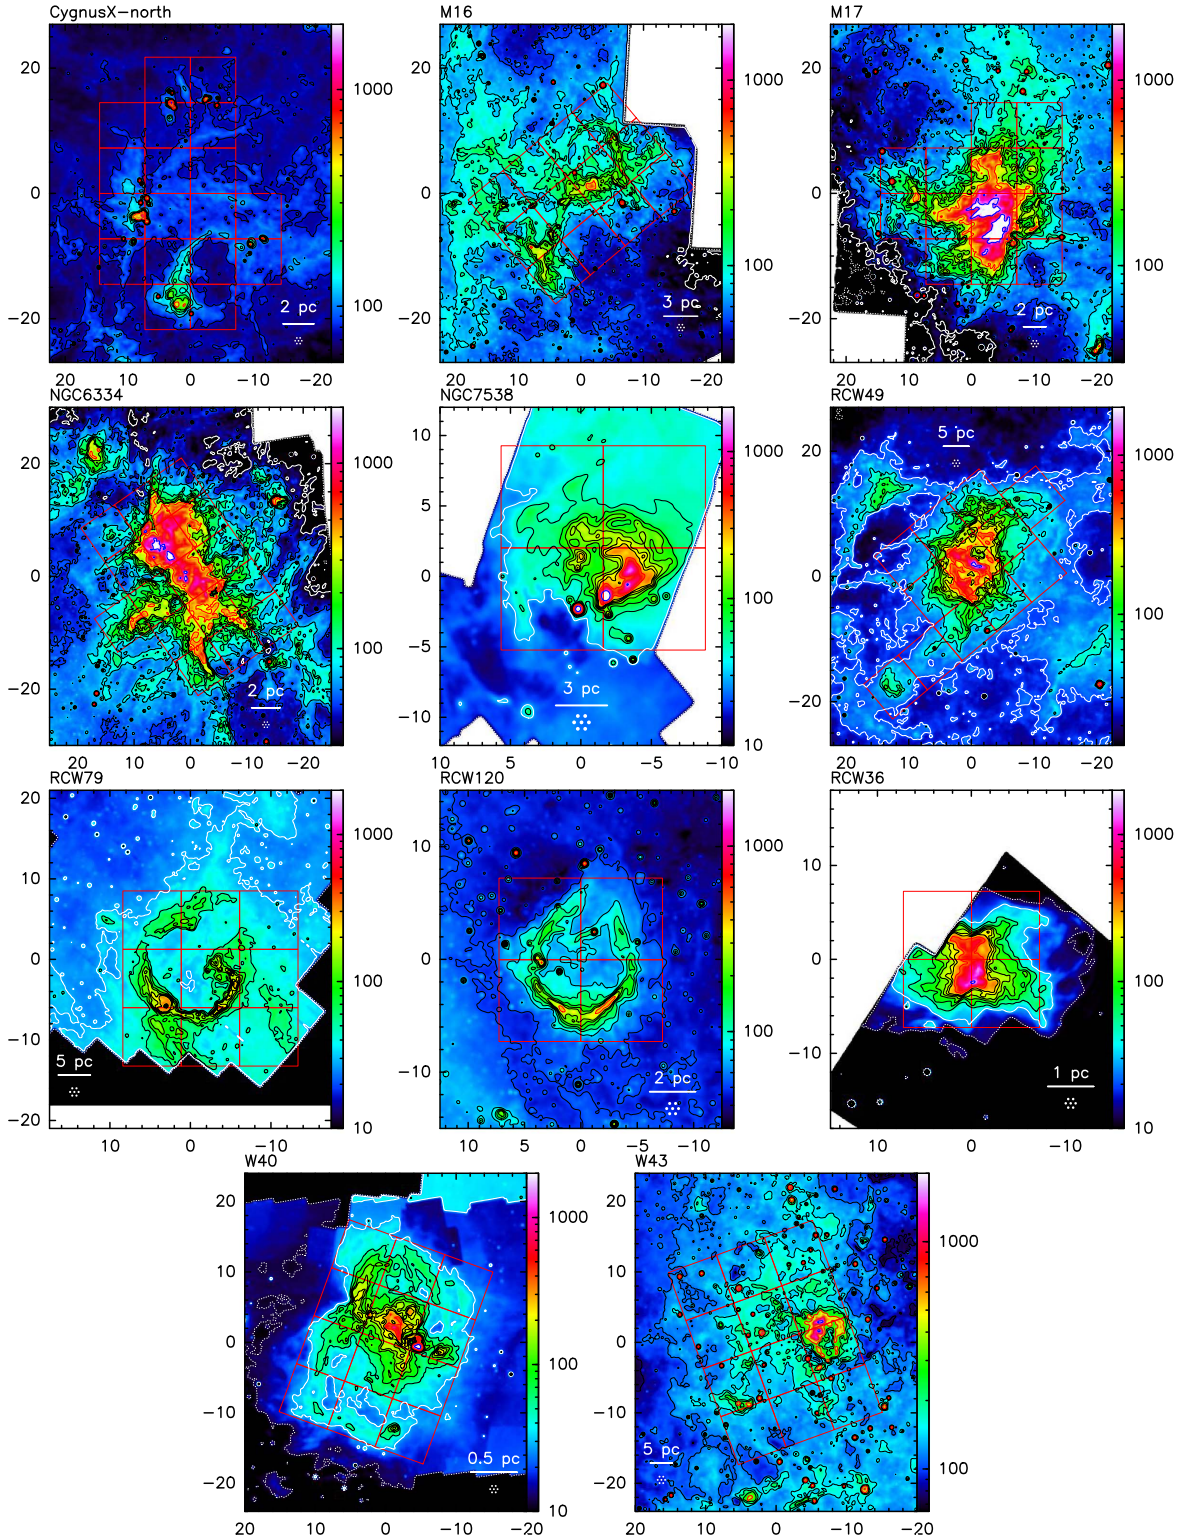 CygnusX-north M16 M17
20 1000 1000 1000
0
-20 100 100 100
2 pc 3 pc 2 pc
20 10 0 -10 -20 20 10 0 -10 -20 20 10 0 -10 -20
NGC6334 NGC7538 RCW49
20 1000 10 1000 20 5 pc 1000
5
0 0 0
100 100 100
-20 2 pc -5 3 pc -20
-10 10
20 10 0 -10 -20 10 5 0 -5 -10 20 10 0 -10 -20
RCW79 RCW120 RCW36
20 1000 10 1000 10 1000
10
0 100 0 0 100
-10 5 pc -10 2 pc 100 -10 1 pc
-20 10 10
10 0 -10 10 5 0 -5 -10 10 0 -10
W40 W43
20 1000 20 1000
10 10
0 100 0
-10 0.5 pc -10 5 pc
-20 10 -20 100
20 10 0 -10 -20 20 10 0 -10 -20